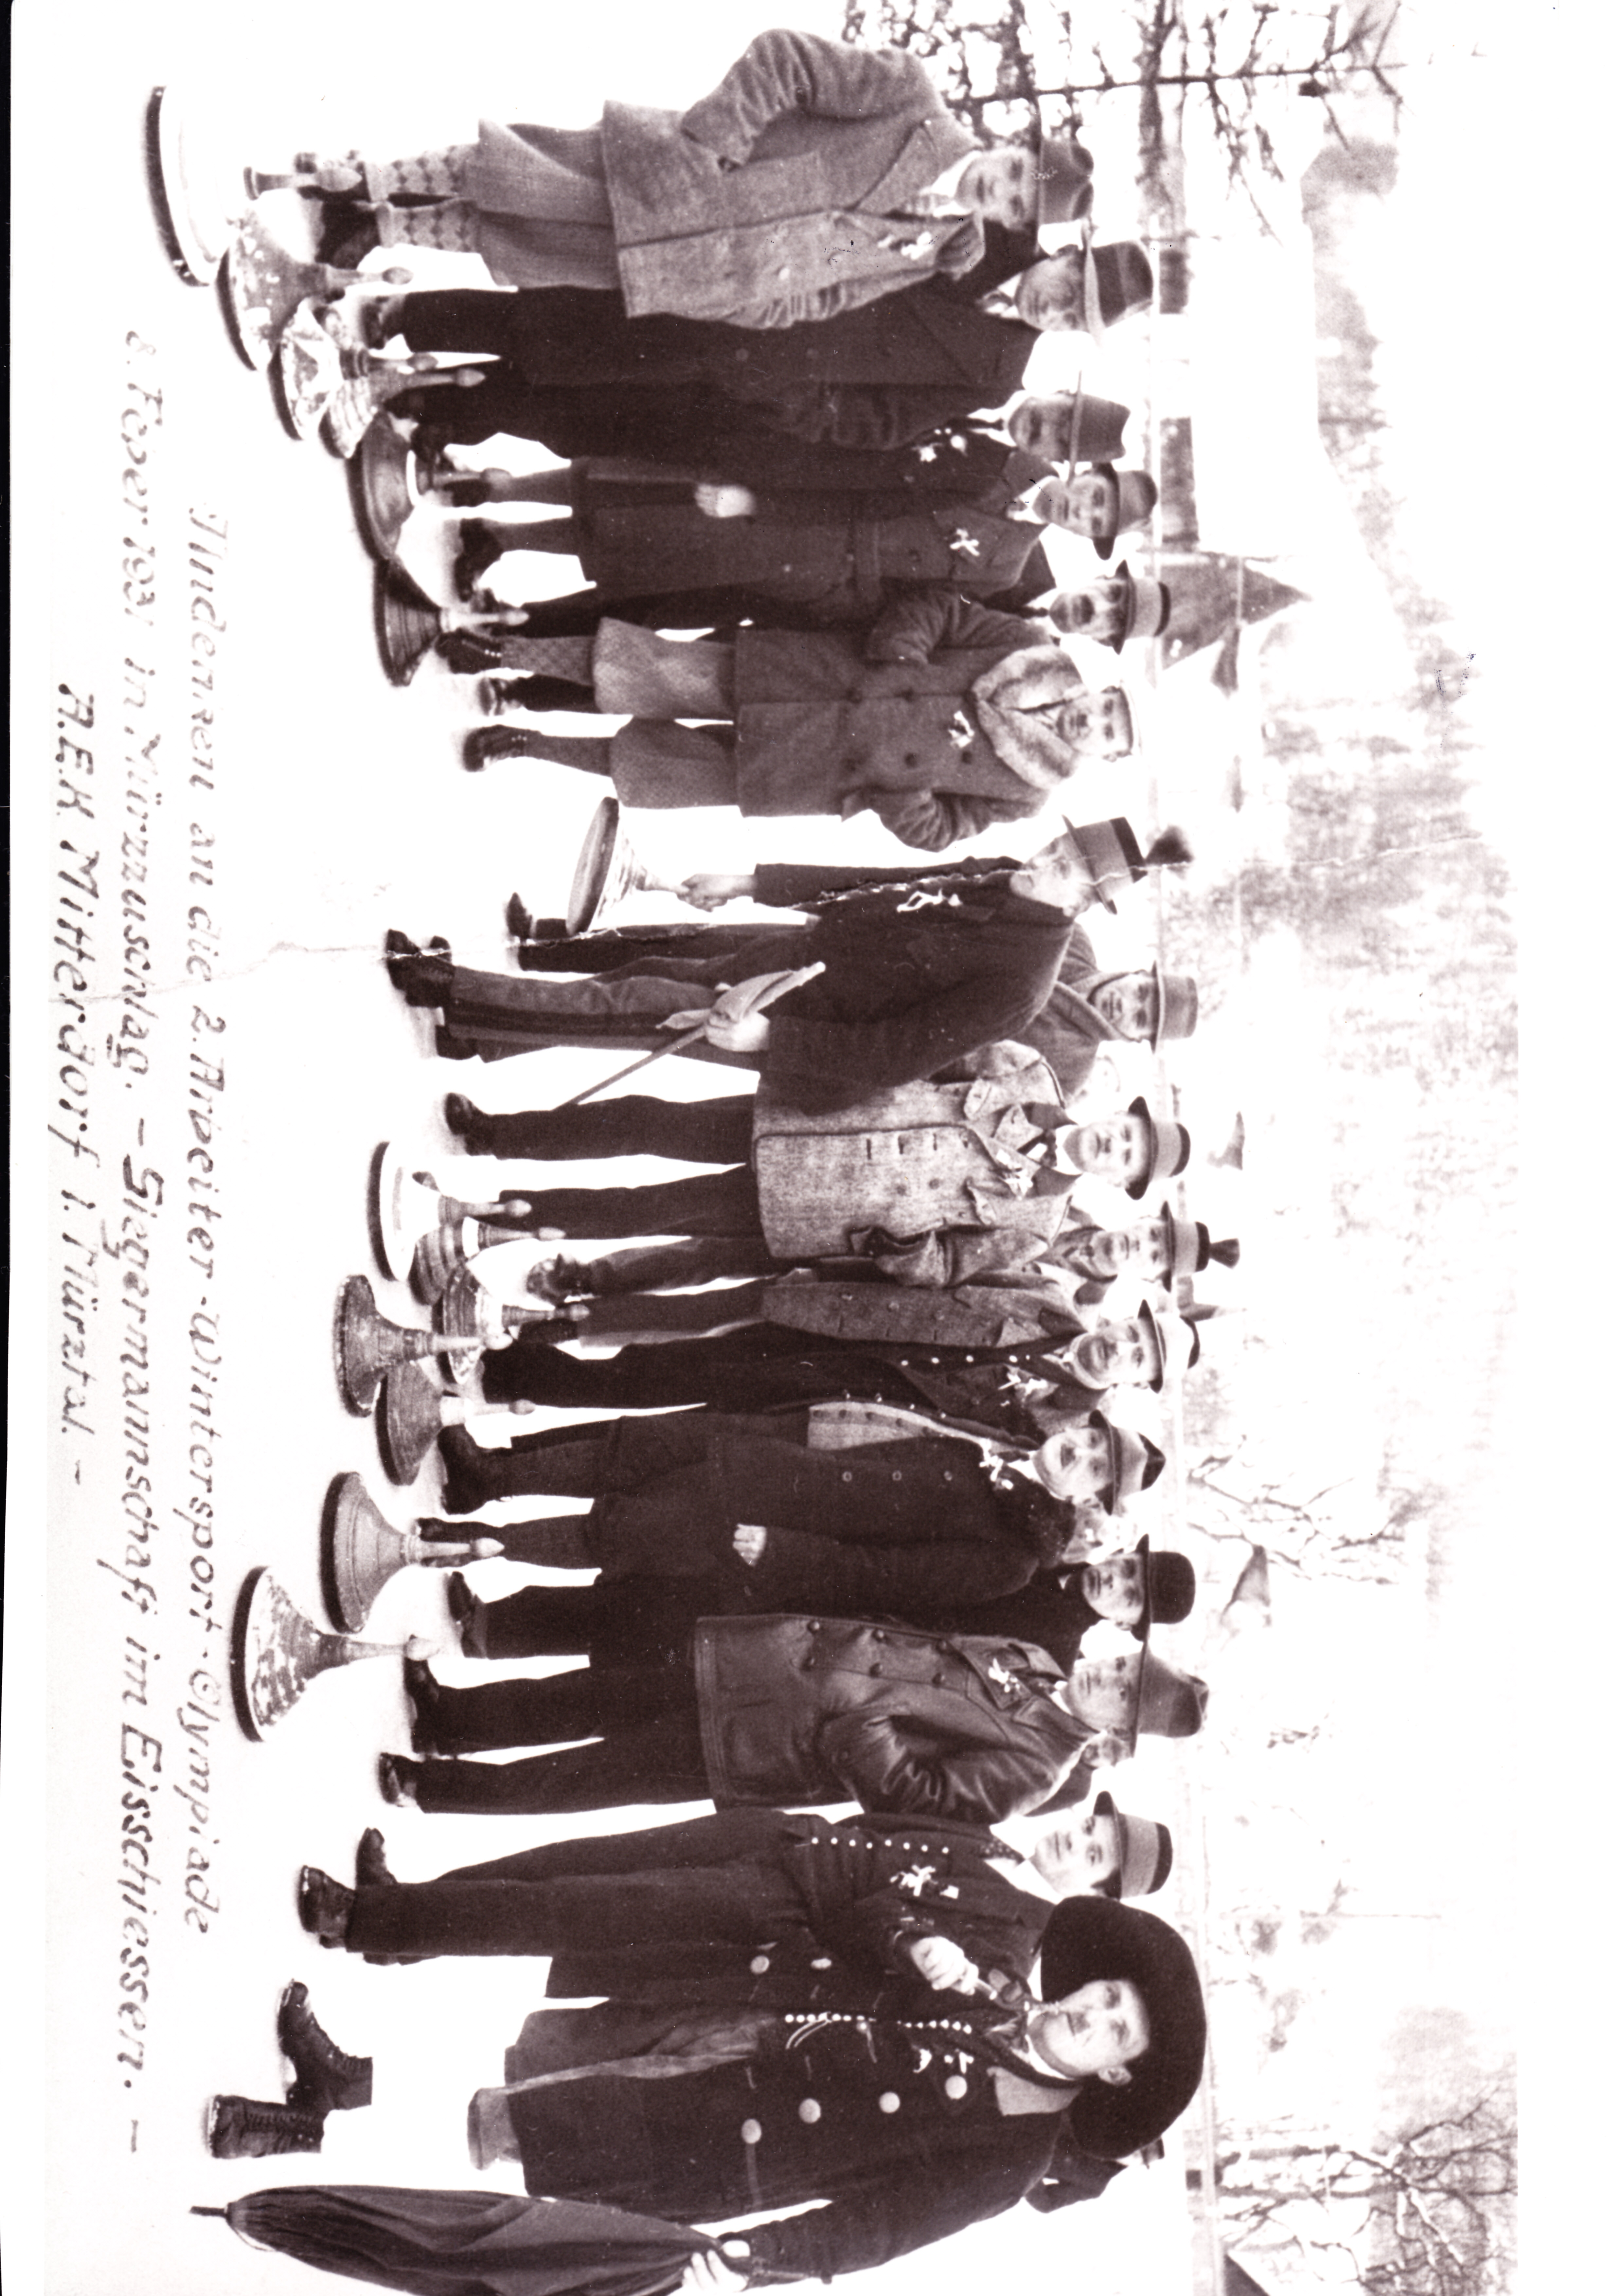 Andenken an die 2. Arbeiter-Wintersport-Olympiade
8. Feber 1931 in Mürzzuschlag. - Siegermannschaft im Eisschiessen. -
A.E.K. Mitterdorf i. Mürztal. -